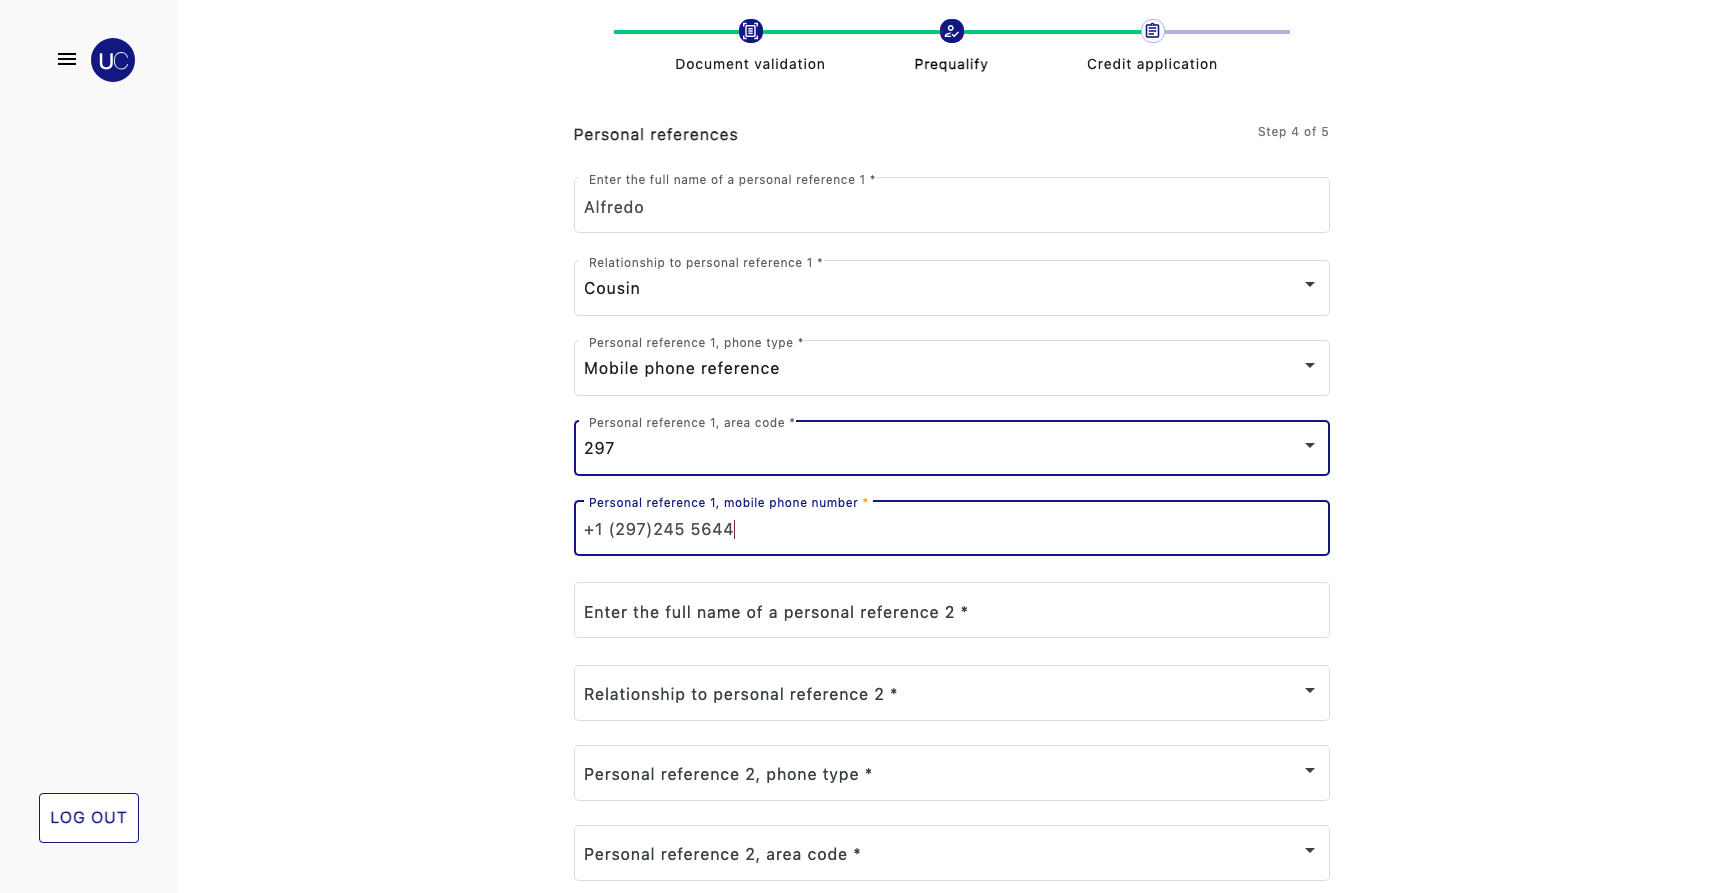 UC
Document validation
Prequalify
Credit application
Personal references
Step 4 of 5
Enter the full name of a personal reference 1 *
Alfredo
Relationship to personal reference 1 *
Cousin
Personal reference 1, phone type *
Mobile phone reference
Personal reference 1, area code *
297
Personal reference 1, mobile phone number *
+1 (297)245 5644
Enter the full name of a personal reference 2 *
Relationship to personal reference 2 *
Personal reference 2, phone type *
LOG OUT
Personal reference 2, area code *